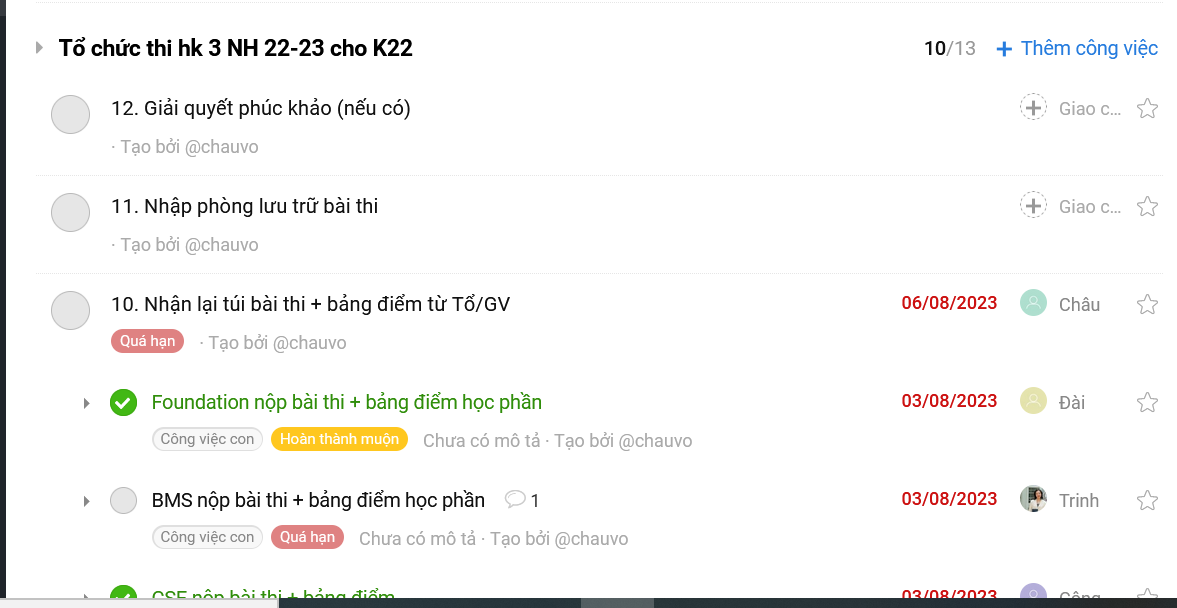 Tổ chức thi hk 3 NH 22-23 cho K22 10/13 + Thêm công việc
12. Giải quyết phúc khảo (nếu có) Giao c...
· Tạo bởi @chauvo
11. Nhập phòng lưu trữ bài thi Giao c...
· Tạo bởi @chauvo
10. Nhận lại túi bài thi + bảng điểm từ Tổ/GV 06/08/2023 Châu
Quá hạn · Tạo bởi @chauvo
Foundation nộp bài thi + bảng điểm học phần 03/08/2023 Đài
Công việc con Hoàn thành muộn Chưa có mô tả · Tạo bởi @chauvo
BMS nộp bài thi + bảng điểm học phần 1 03/08/2023 Trinh
Công việc con Quá hạn Chưa có mô tả · Tạo bởi @chauvo
CSE nộp bài thi + bảng điểm 03/08/2023 Công